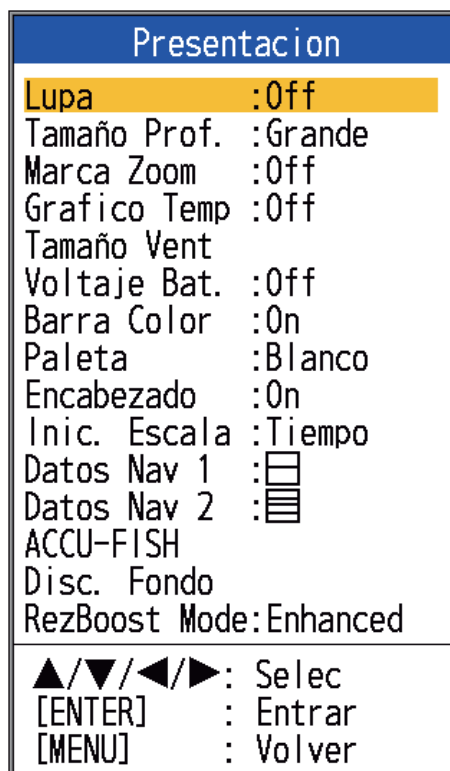 Presentacion
Lupa :Off
Tamaño Prof. :Grande
Marca Zoom :Off
Grafico Temp :Off
Tamaño Vent
Voltaje Bat. :Off
Barra Color :On
Paleta :Blanco
Encabezado :On
Inic. Escala :Tiempo
Datos Nav 1 :
Datos Nav 2 :
ACCU-FISH
Disc. Fondo
RezBoost Mode:Enhanced
▲/▼/◀/▶: Selec
[ENTER] : Entrar
[MENU] : Volver